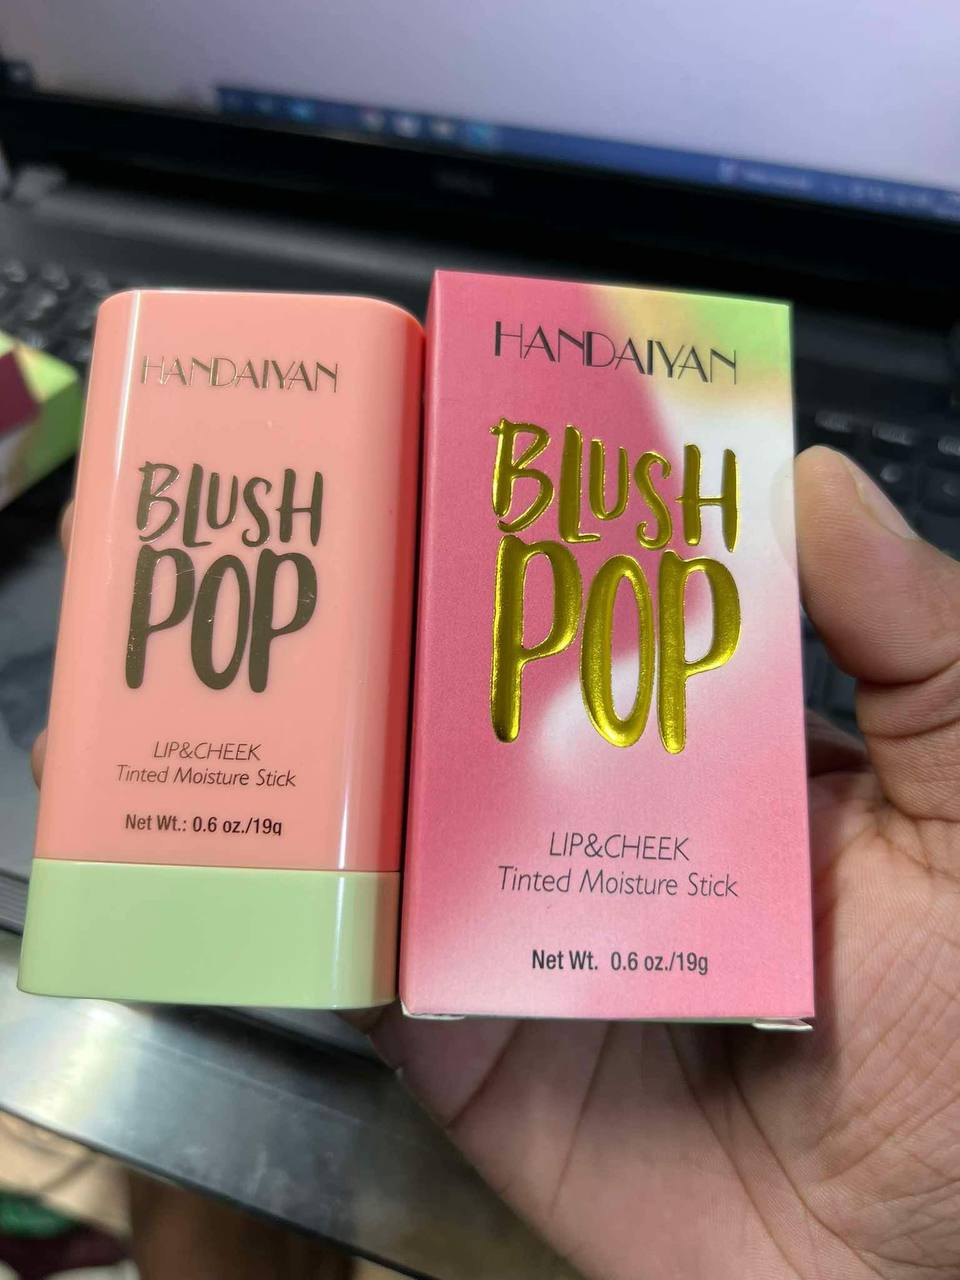 HANDAIYAN
BLUSH
POP
LIP&CHEEK
Tinted Moisture Stick
Net Wt.: 0.6 oz./19g
HANDAIYAN
BLUSH
POP
LIP&CHEEK
Tinted Moisture Stick
Net Wt. 0.6 oz./19g